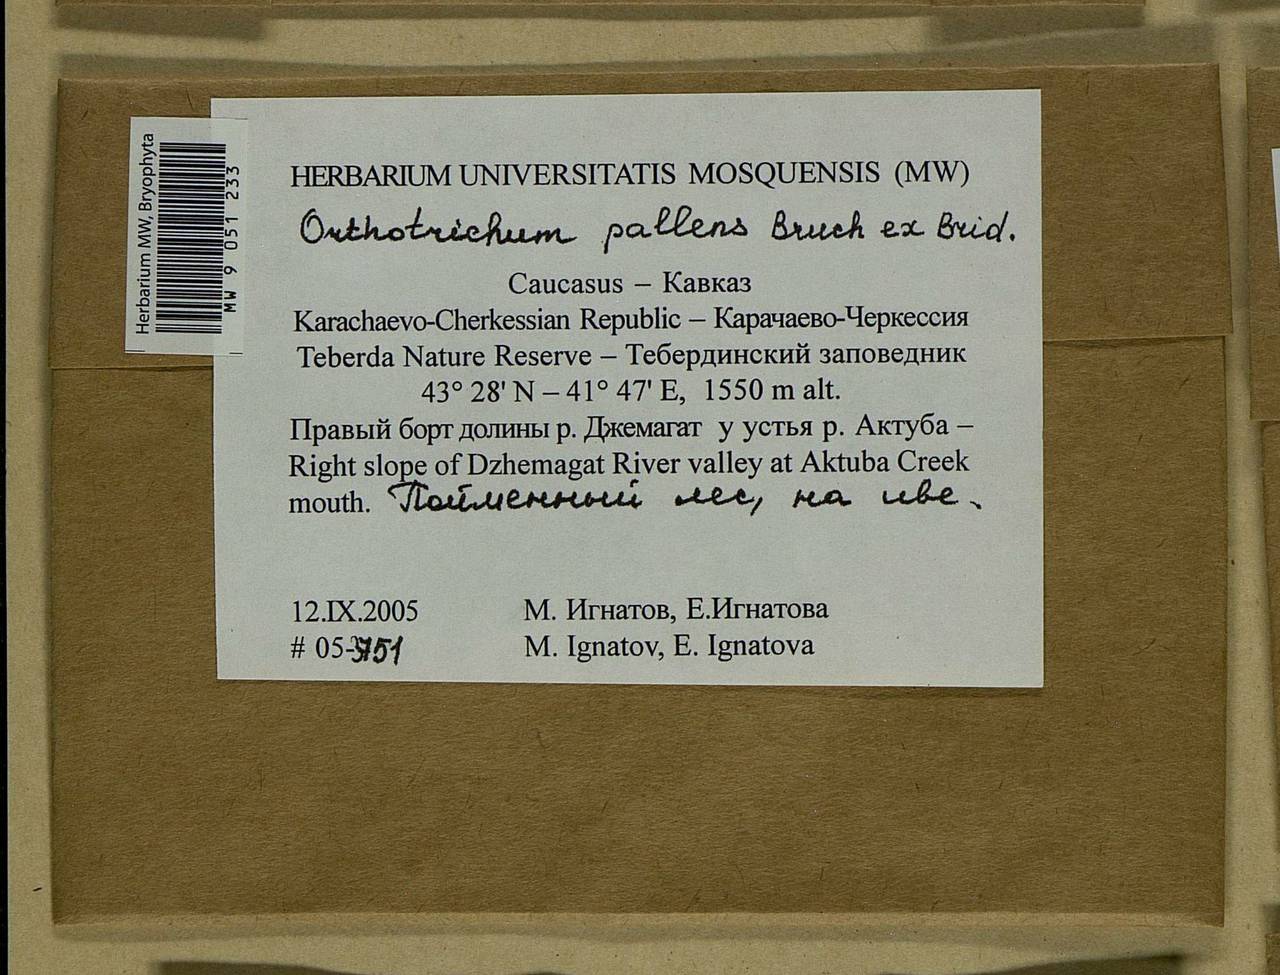 Herbarium MW, Bryophyta
MW 9 051 233
HERBARIUM UNIVERSITATIS MOSQUENSIS (MW)
Orthotrichum pallens Bruch ex Brid.
Caucasus – Кавказ
Karachaevo-Cherkessian Republic – Карачаево-Черкессия
Teberda Nature Reserve – Тебердинский заповедник
43° 28' N – 41° 47' E, 1550 m alt.
Правый борт долины р. Джемагат у устья р. Актуба –
Right slope of Dzhemagat River valley at Aktuba Creek
mouth. Пойменный лес, на иве.
12.IX.2005
М. Игнатов, Е.Игнатова
# 05-3751
M. Ignatov, E. Ignatova